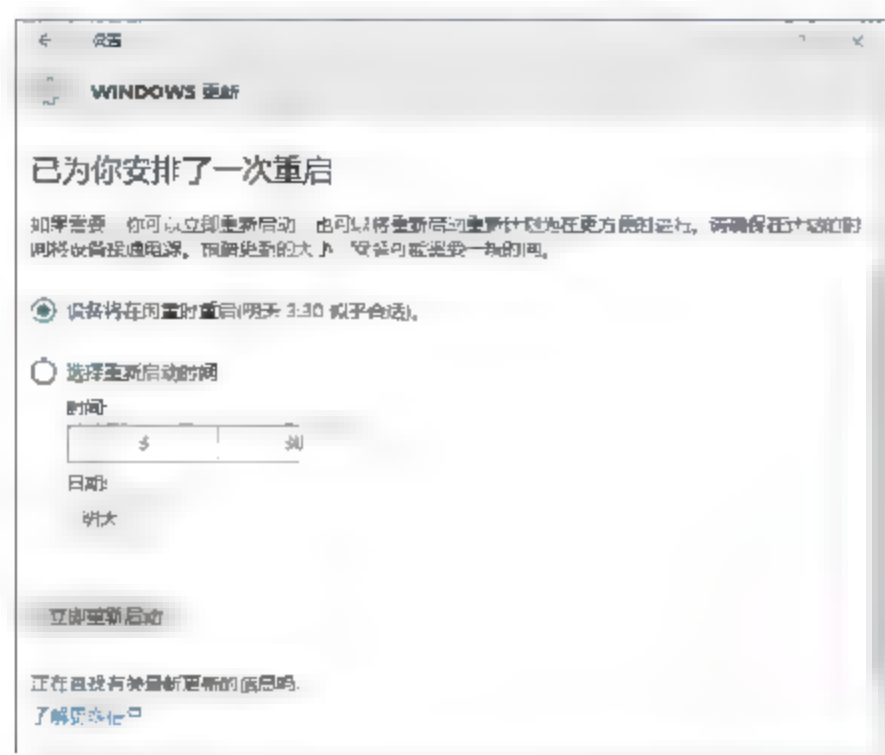 设置
WINDOWS 更新
已为你安排了一次重启
如果需要，你可以立即重新启动，也可以将重新启动重新计划为在更方便时进行。请确保在计划的时
间将设备接通电源。根据更新的大小，安装可能需要一段时间。
设备将在闲置时重启(明天 3:30 似乎合适)。
选择重新启动时间
时间:
日期:
明天
立即重新启动
正在查找有关最新更新的信息吗?
了解更多信息